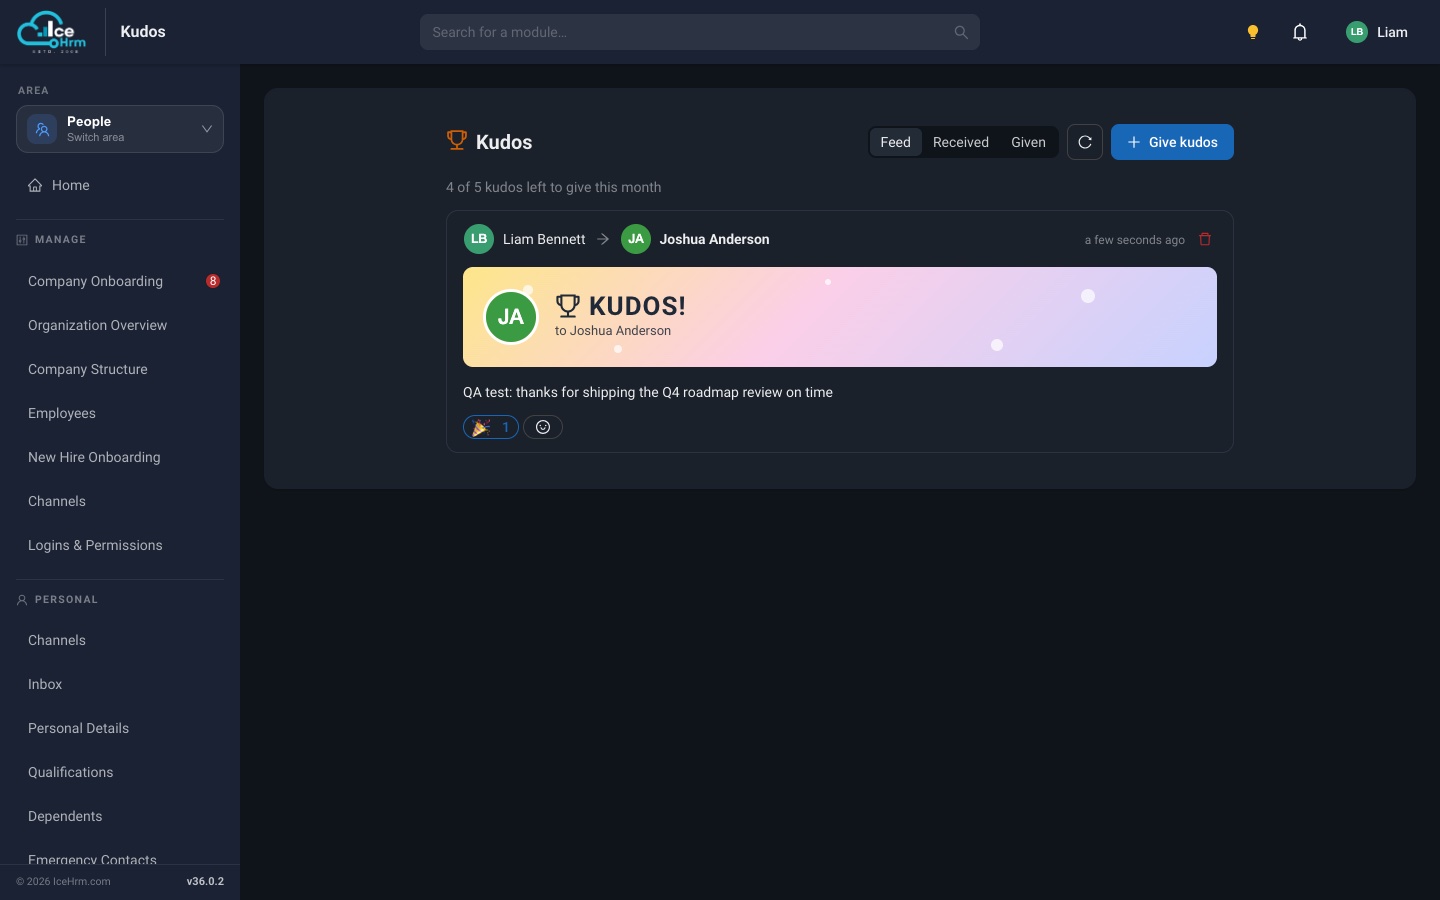 Ice
Hrm
ESTD. 2008
Kudos
Search for a module...
LB
Liam
AREA
People
Switch area
Home
MANAGE
Company Onboarding
8
Organization Overview
Company Structure
Employees
New Hire Onboarding
Channels
Logins & Permissions
PERSONAL
Channels
Inbox
Personal Details
Qualifications
Dependents
Emergency Contacts
© 2026 IceHrm.com
v36.0.2
Kudos
Feed
Received
Given
Give kudos
4 of 5 kudos left to give this month
LB
Liam Bennett
JA
Joshua Anderson
a few seconds ago
JA
KUDOS!
to Joshua Anderson
QA test: thanks for shipping the Q4 roadmap review on time
1